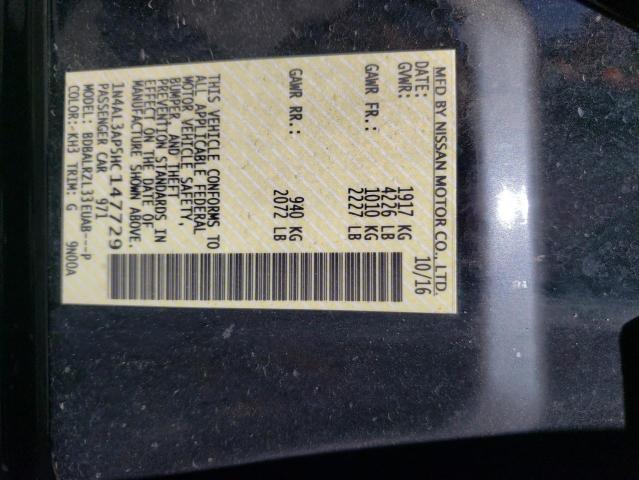 MFD BY NISSAN MOTOR CO., LTD.
DATE: 10/16
GVWR: 1917 KG
4226 LB
GAWR FR.: 1010 KG
2227 LB
GAWR RR.: 940 KG
2072 LB
THIS VEHICLE CONFORMS TO
ALL APPLICABLE FEDERAL
MOTOR VEHICLE SAFETY,
BUMPER, AND THEFT
PREVENTION STANDARDS IN
EFFECT ON THE DATE OF
MANUFACTURE SHOWN ABOVE.
1N4AL3AP5HC147729
PASSENGER CAR 971
MODEL: BDBALRZL33EUA8---P
COLOR: KH3 TRIM: G 9N00A